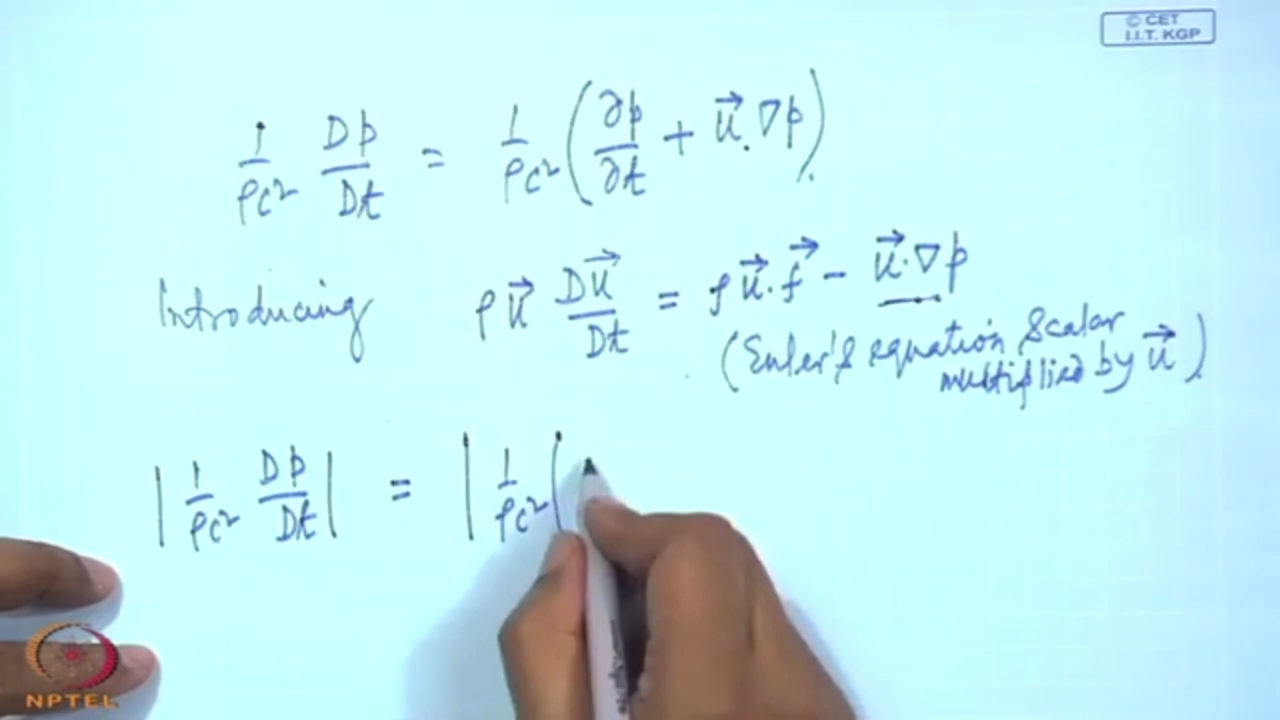 © CET
I.I.T. KGP
1/ρc² Dp/Dt = 1/ρc² (∂p/∂t + u⃗.∇p)
Introducing ρu⃗ Du⃗/Dt = ρu⃗.f⃗ - u⃗.∇p
(Euler's equation scalar
multiplied by u⃗)
|1/ρc² Dp/Dt| = |1/ρc² (
NPTEL